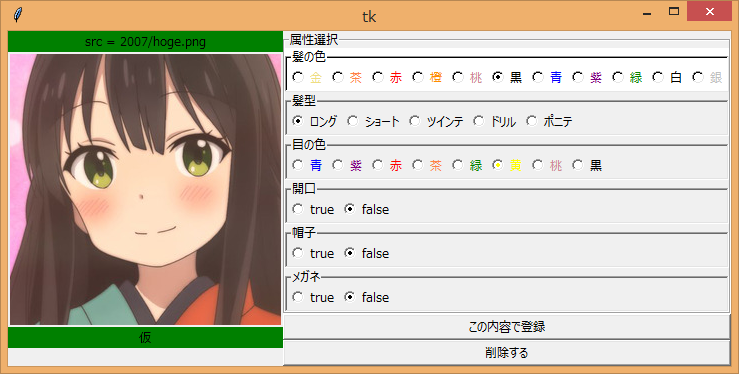 tk
src = 2007/hoge.png
仮
属性選択
髪の色
金 茶 赤 橙 桃 黒 青 紫 緑 白 銀
髪型
ロング ショート ツインテ ドリル ポニテ
目の色
青 紫 赤 茶 緑 黄 桃 黒
開口
true false
帽子
true false
メガネ
true false
この内容で登録
削除する